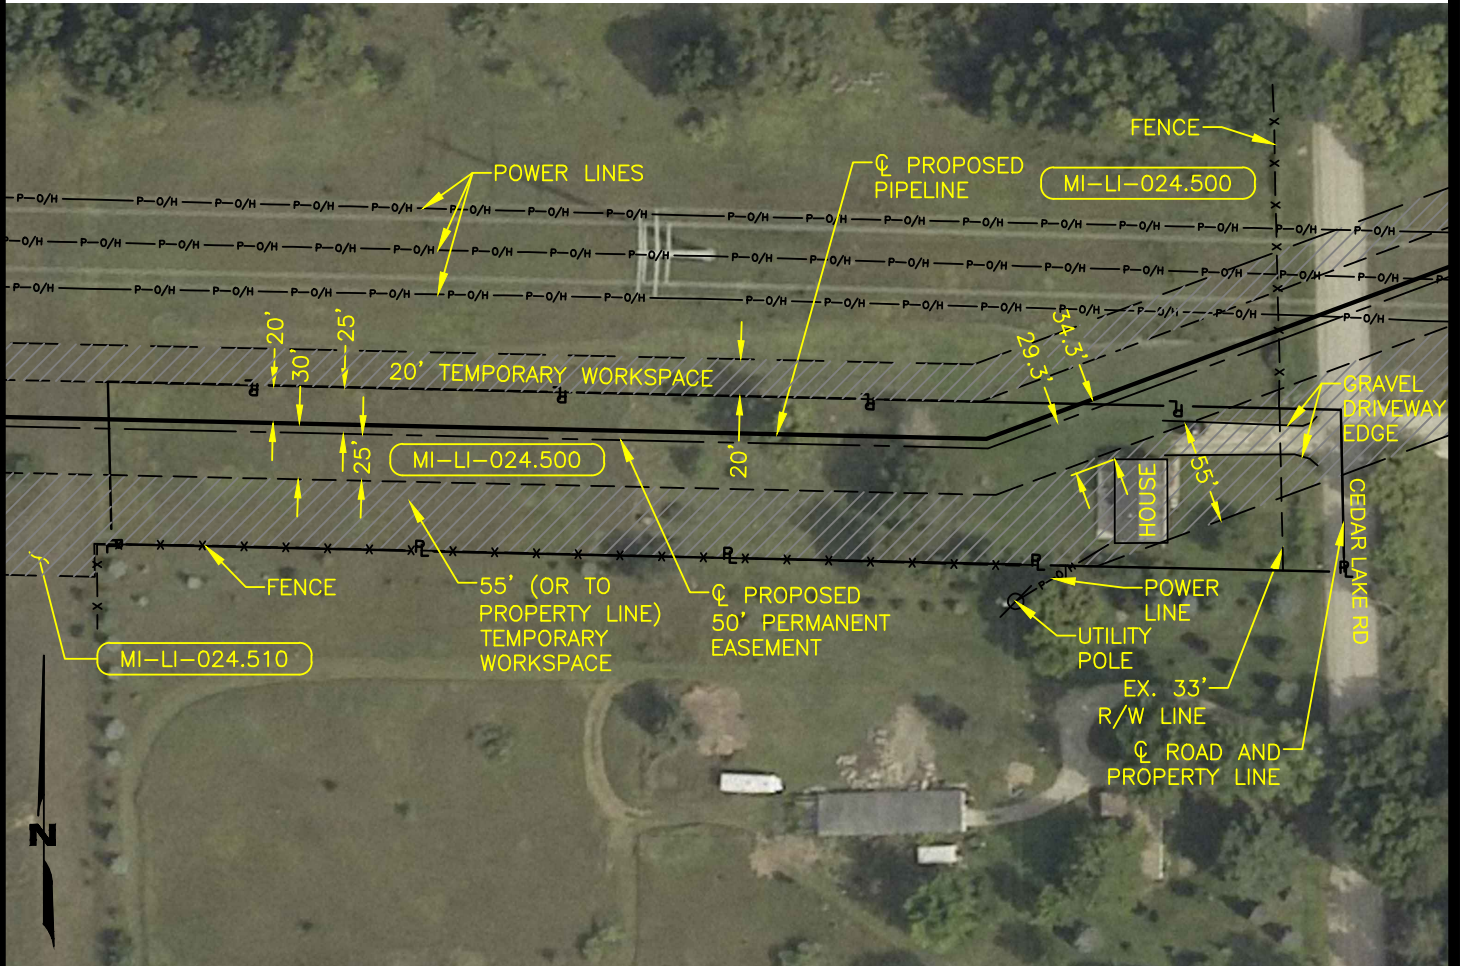 FENCE
℄ PROPOSED
PIPELINE
MI-LI-024.500
POWER LINES
P-O/H
20'
30'
25'
20' TEMPORARY WORKSPACE
34.3'
29.3'
GRAVEL
DRIVEWAY
EDGE
MI-LI-024.500
25'
20'
55'
HOUSE
CEDAR LAKE RD
FENCE
55' (OR TO
PROPERTY LINE)
TEMPORARY
WORKSPACE
℄ PROPOSED
50' PERMANENT
EASEMENT
P-O/H
POWER
LINE
UTILITY
POLE
MI-LI-024.510
EX. 33'
R/W LINE
℄ ROAD AND
PROPERTY LINE
N